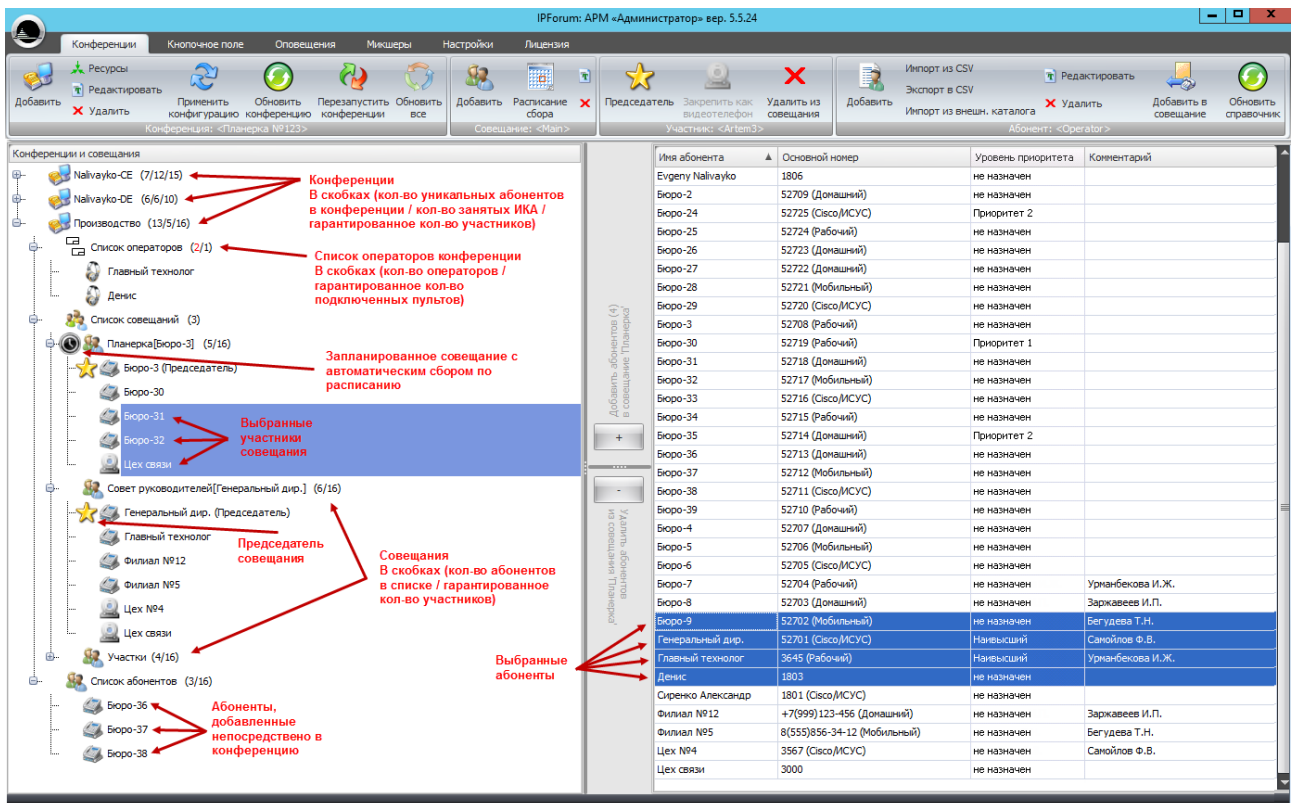 IPForum: АРМ «Администратор» вер. 5.5.24
Конференции Кнопочное поле Оповещения Микшеры Настройки Лицензия
Добавить
Ресурсы
Редактировать
Удалить
Применить конфигурацию
Обновить конференцию
Перезапустить конференции
Обновить все
Конференция: <Планерка №123>
Добавить
Расписание сбора
Совещание: <Main>
Председатель
Закрепить как видеотелефон
Удалить из совещания
Участник: <Artem3>
Добавить
Импорт из CSV
Экспорт в CSV
Импорт из внешн. каталога
Редактировать
Удалить
Добавить в совещание
Обновить справочник
Абонент: <Operator>
Конференции и совещания
Nalivayko-CE (7/12/15)
Nalivayko-DE (6/6/10)
Производство (13/5/16)
Список операторов (2/1)
Главный технолог
Денис
Список совещаний (3)
Планерка[Бюро-3] (5/16)
Бюро-3 (Председатель)
Бюро-30
Бюро-31
Бюро-32
Цех связи
Совет руководителей[Генеральный дир.] (6/16)
Генеральный дир. (Председатель)
Главный технолог
Филиал №12
Филиал №5
Цех №4
Цех связи
Участки (4/16)
Список абонентов (3/16)
Бюро-36
Бюро-37
Бюро-38
Конференции
В скобках (кол-во уникальных абонентов
в конференции / кол-во занятых ИКА /
гарантированное кол-во участников)
Список операторов конференции
В скобках (кол-во операторов /
гарантированное кол-во
подключенных пультов)
Запланированное совещание с
автоматическим сбором по
расписанию
Выбранные
участники
совещания
Председатель
совещания
Совещания
В скобках (кол-во абонентов
в списке / гарантированное
кол-во участников)
Абоненты,
добавленные
непосредствено в
конференцию
Выбранные
абоненты
Добавить абонентов (4)
в совещание 'Планерка'
+
-
Удалить абонентов
из совещания 'Планерка'
Имя абонента Основной номер Уровень приоритета Комментарий
Evgeny Nalivayko 1806 не назначен
Бюро-2 52709 (Домашний) не назначен
Бюро-24 52725 (Cisco/ИСУС) Приоритет 2
Бюро-25 52724 (Рабочий) не назначен
Бюро-26 52723 (Домашний) не назначен
Бюро-27 52722 (Домашний) не назначен
Бюро-28 52721 (Мобильный) не назначен
Бюро-29 52720 (Cisco/ИСУС) не назначен
Бюро-3 52708 (Рабочий) не назначен
Бюро-30 52719 (Рабочий) Приоритет 1
Бюро-31 52718 (Домашний) не назначен
Бюро-32 52717 (Мобильный) не назначен
Бюро-33 52716 (Cisco/ИСУС) не назначен
Бюро-34 52715 (Рабочий) не назначен
Бюро-35 52714 (Домашний) Приоритет 2
Бюро-36 52713 (Домашний) не назначен
Бюро-37 52712 (Мобильный) не назначен
Бюро-38 52711 (Cisco/ИСУС) не назначен
Бюро-39 52710 (Рабочий) не назначен
Бюро-4 52707 (Домашний) не назначен
Бюро-5 52706 (Мобильный) не назначен
Бюро-6 52705 (Cisco/ИСУС) не назначен
Бюро-7 52704 (Рабочий) не назначен Урманбекова И.Ж.
Бюро-8 52703 (Домашний) не назначен Заржавеев И.П.
Бюро-9 52702 (Мобильный) не назначен Бегудева Т.Н.
Генеральный дир. 52701 (Cisco/ИСУС) Наивысший Самойлов Ф.В.
Главный технолог 3645 (Рабочий) Наивысший Урманбекова И.Ж.
Денис 1803 не назначен
Сиренко Александр 1801 (Cisco/ИСУС) не назначен
Филиал №12 +7(999)123-456 (Домашний) не назначен Заржавеев И.П.
Филиал №5 8(555)856-34-12 (Мобильный) не назначен Бегудева Т.Н.
Цех №4 3567 (Cisco/ИСУС) не назначен Самойлов Ф.В.
Цех связи 3000 не назначен